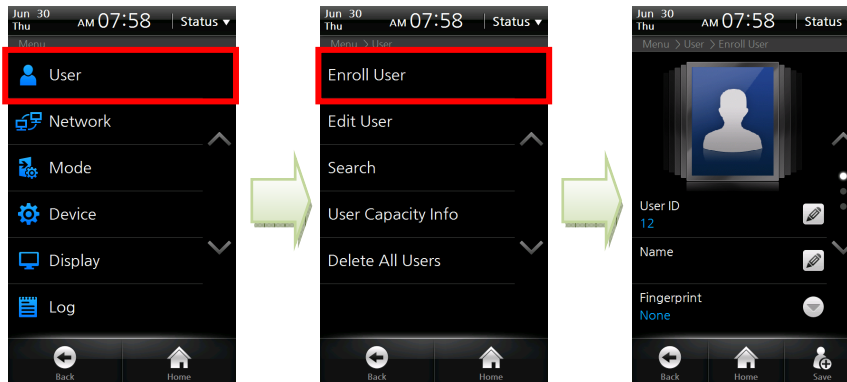 Jun 30
Thu
AM 07:58
Status ▼
Menu
User
Network
Mode
Device
Display
Log
Back
Home
Jun 30
Thu
AM 07:58
Status ▼
Menu > User
Enroll User
Edit User
Search
User Capacity Info
Delete All Users
Back
Home
Jun 30
Thu
AM 07:58
Status
Menu > User > Enroll User
User ID
12
Name
Fingerprint
None
Back
Home
Save